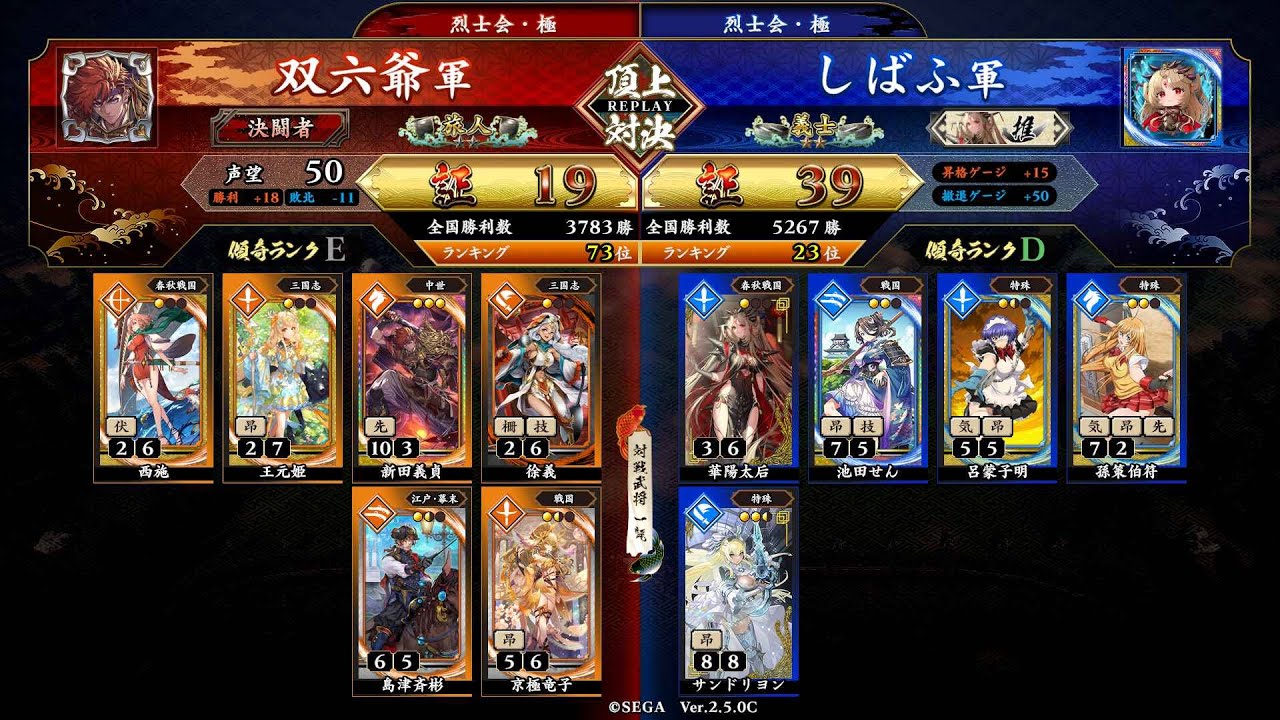 烈士会・極
烈士会・極
双六爺軍
頂上
REPLAY
対決
しばふ軍
決闘者
旅人
義士
推
声望 50
勝利 +18 敗北 -11
証 19
証 39
昇格ゲージ +15
撤退ゲージ +50
全国勝利数 3783勝
全国勝利数 5267勝
傾奇ランクE
ランキング 73位
ランキング 23位
傾奇ランクD
春秋戦国
伏
2 6
西施
三国志
昂
2 7
王元姫
中世
先
10 3
新田義貞
三国志
柵 技
2 6
徐義
春秋戦国
3 6
華陽太后
戦国
昂 技
7 5
池田せん
特殊
気 昂
5 5
呂蒙子明
特殊
気 昂 先
7 2
孫策伯符
対戦武将一覧
江戸・幕末
6 5
島津斉彬
戦国
昂
5 6
京極竜子
特殊
昂
8 8
サンドリヨン
©SEGA Ver.2.5.0C